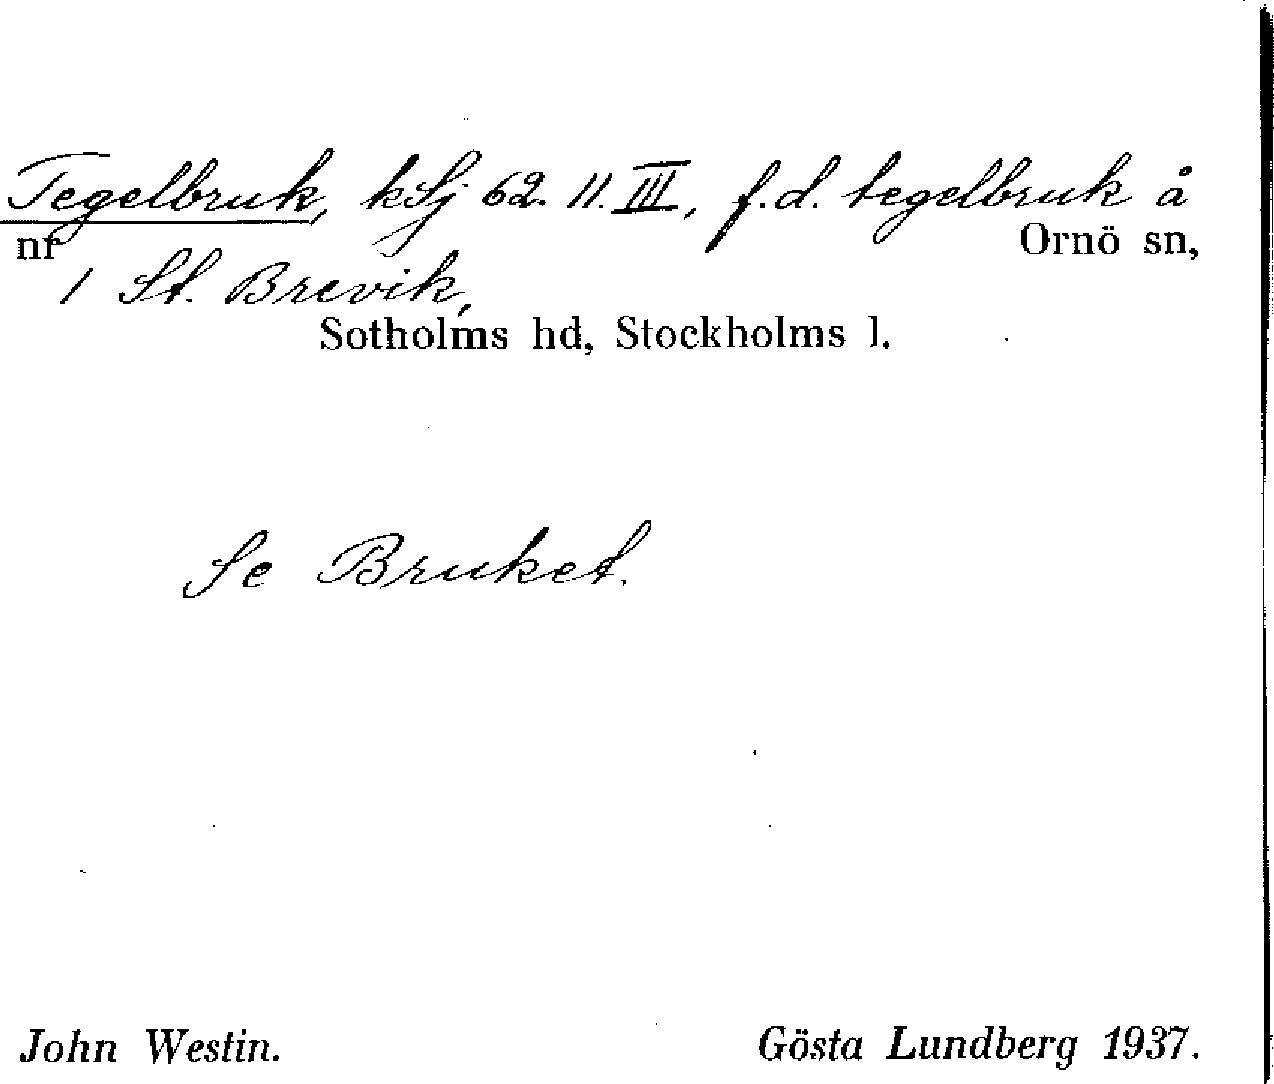 Tegelbruk, kSj 62. 11. III, f.d. tegelbruk å
nr Ornö sn,
1 St. Brevik,
Sotholms hd, Stockholms l.
Se Bruket.
John Westin. Gösta Lundberg 1937.